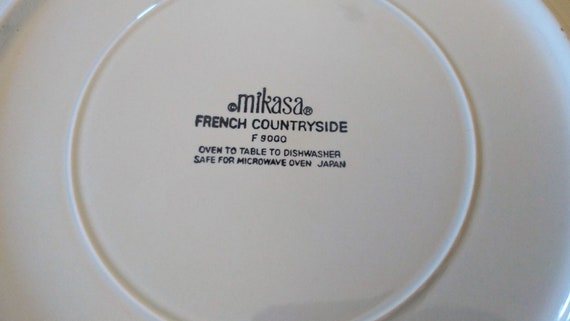 ©mikasa®
FRENCH COUNTRYSIDE
F 9000
OVEN TO TABLE TO DISHWASHER
SAFE FOR MICROWAVE OVEN JAPAN